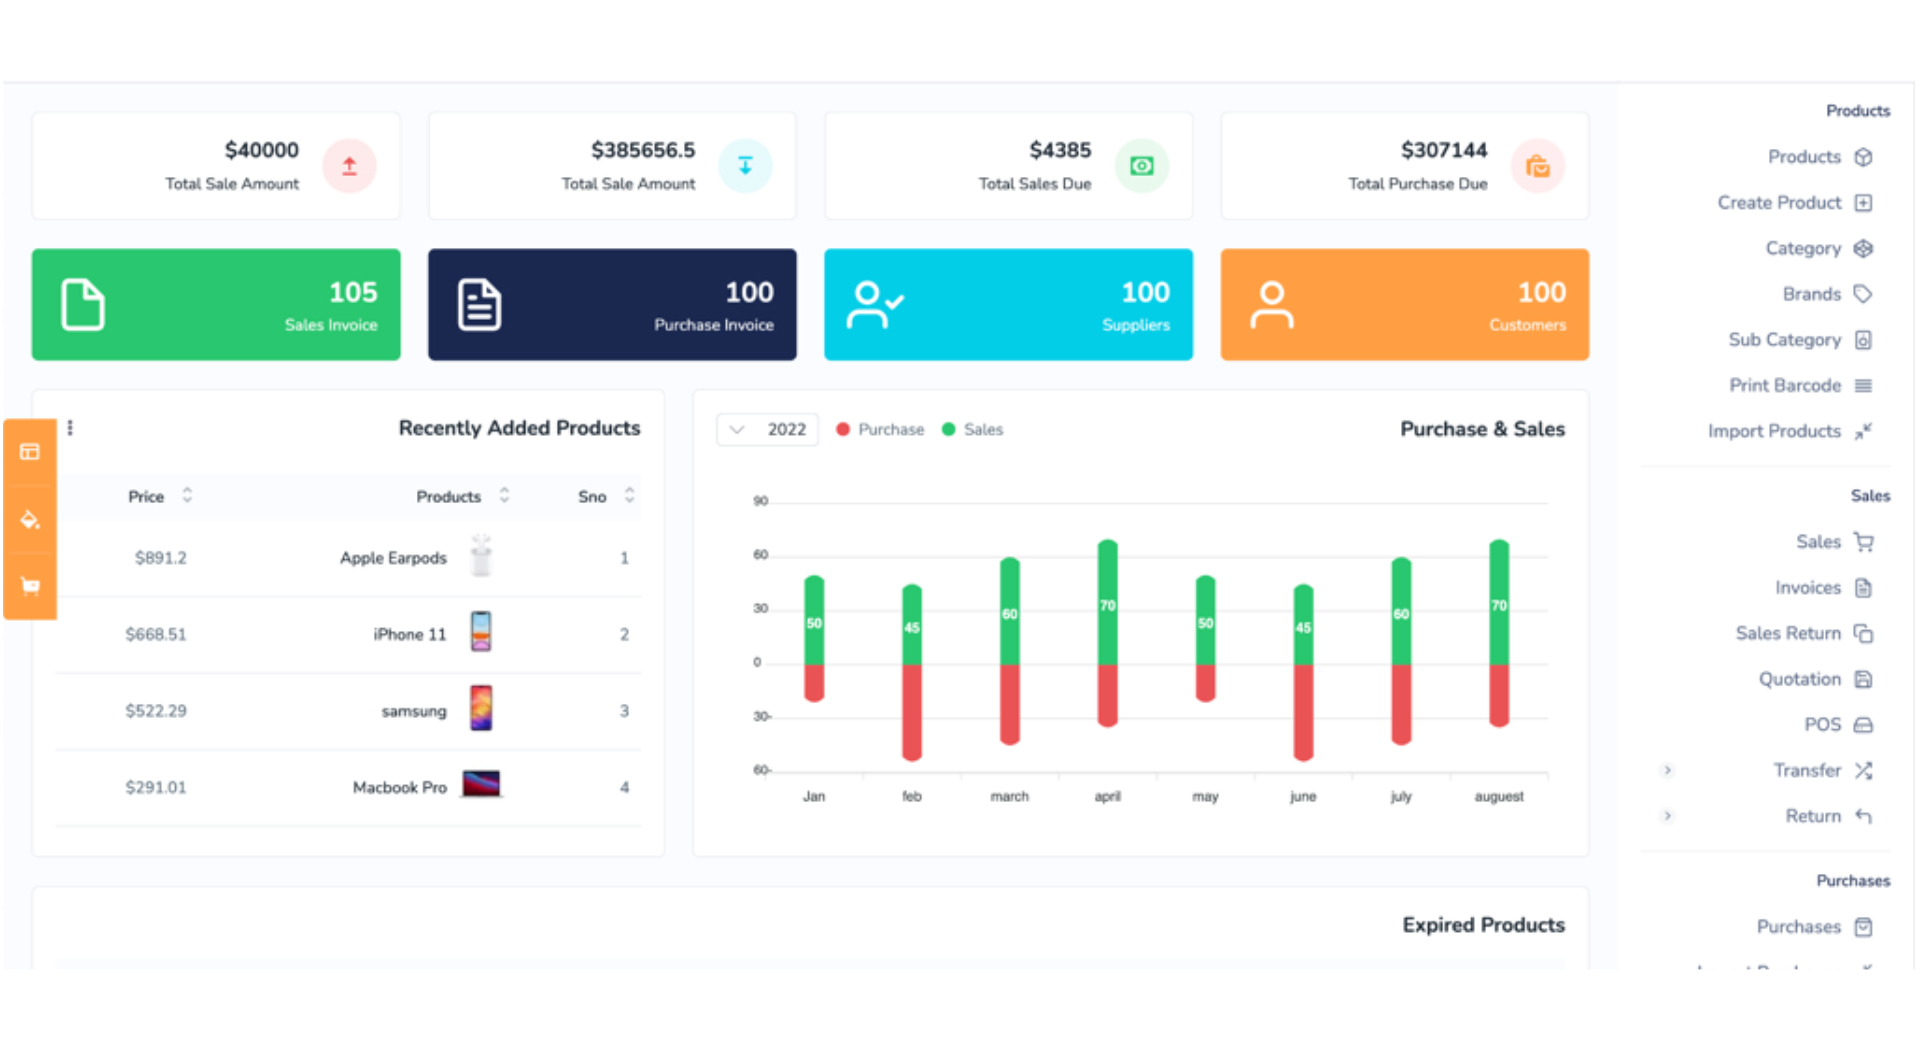 $40000
Total Sale Amount
$385656.5
Total Sale Amount
$4385
Total Sales Due
$307144
Total Purchase Due
105
Sales Invoice
100
Purchase Invoice
100
Suppliers
100
Customers
Recently Added Products
Price Products Sno
$891.2 Apple Earpods 1
$668.51 iPhone 11 2
$522.29 samsung 3
$291.01 Macbook Pro 4
2022 Purchase Sales
Purchase & Sales
90
60
30
0
30-
60-
50 45 60 70 50 45 60 70
Jan feb march april may june july auguest
Expired Products
Products
Products
Create Product
Category
Brands
Sub Category
Print Barcode
Import Products
Sales
Sales
Invoices
Sales Return
Quotation
POS
Transfer
Return
Purchases
Purchases